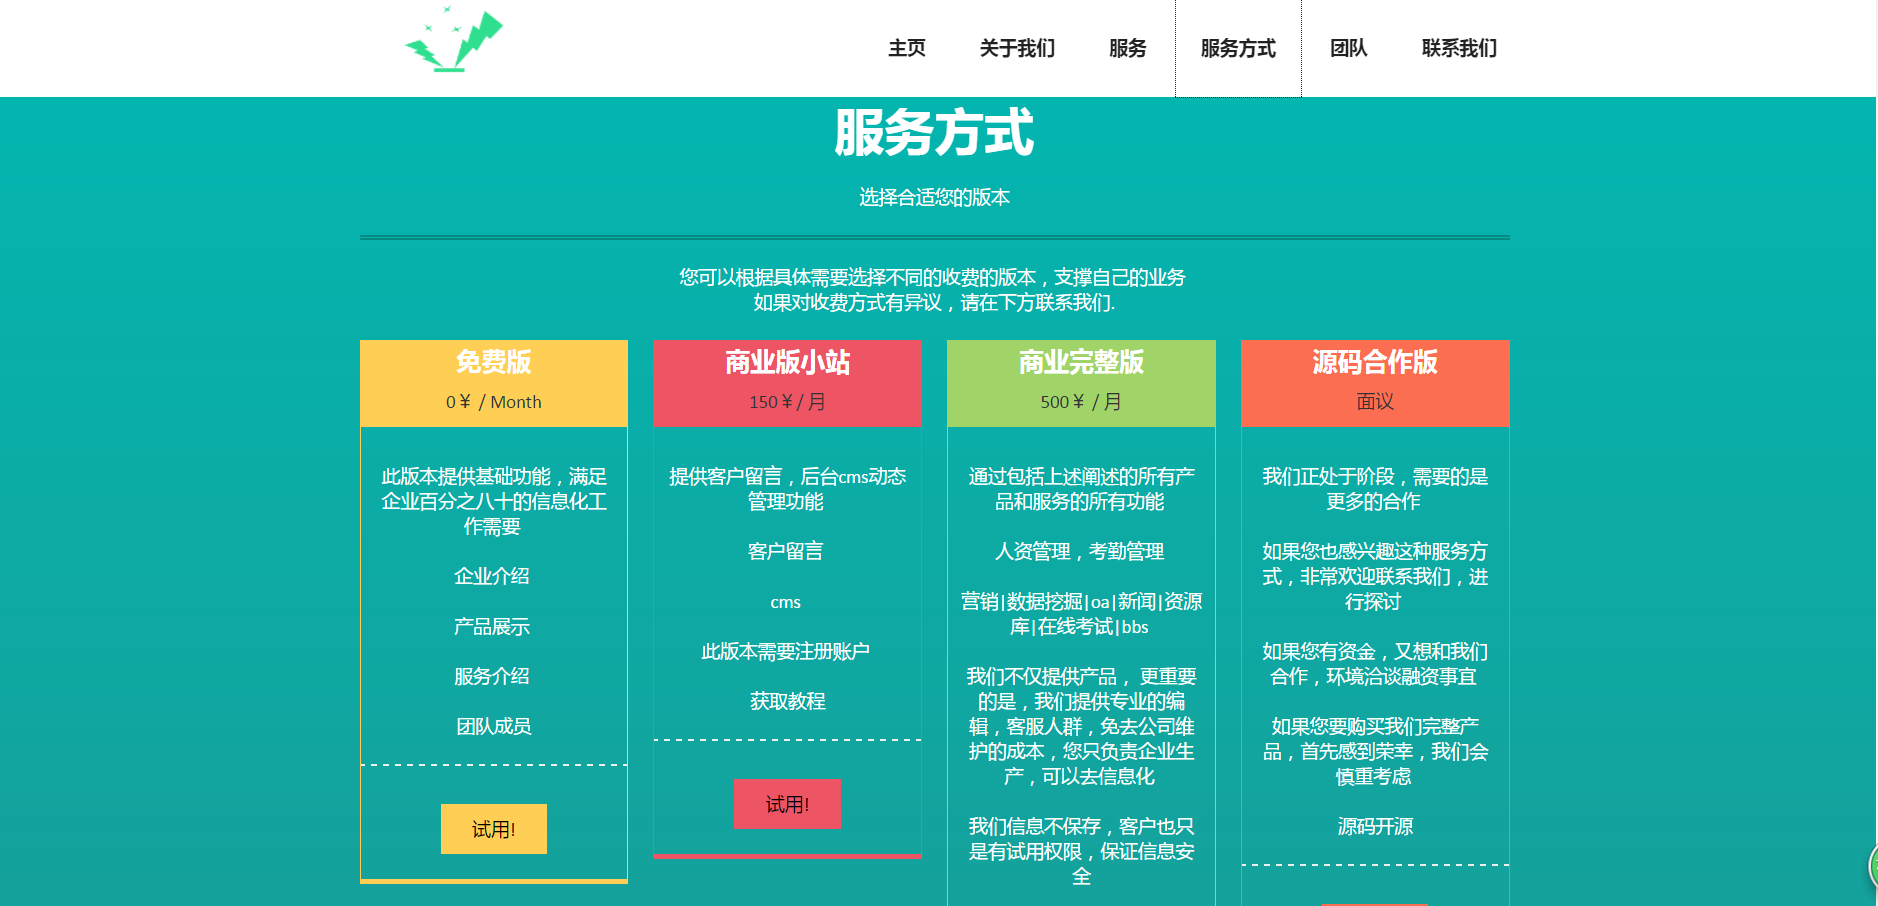 主页
关于我们
服务
服务方式
团队
联系我们
服务方式
选择合适您的版本
您可以根据具体需要选择不同的收费的版本，支撑自己的业务
如果对收费方式有异议，请在下方联系我们.
免费版
0￥ / Month
此版本提供基础功能，满足
企业百分之八十的信息化工
作需要
企业介绍
产品展示
服务介绍
团队成员
试用!
商业版小站
150￥/ 月
提供客户留言，后台cms动态
管理功能
客户留言
cms
此版本需要注册账户
获取教程
试用!
商业完整版
500￥ / 月
通过包括上述阐述的所有产
品和服务的所有功能
人资管理，考勤管理
营销|数据挖掘|oa|新闻|资源
库|在线考试|bbs
我们不仅提供产品， 更重要
的是，我们提供专业的编
辑，客服人群，免去公司维
护的成本，您只负责企业生
产，可以去信息化
我们信息不保存，客户也只
是有试用权限，保证信息安
全
源码合作版
面议
我们正处于阶段，需要的是
更多的合作
如果您也感兴趣这种服务方
式，非常欢迎联系我们，进
行探讨
如果您有资金，又想和我们
合作，环境洽谈融资事宜
如果您要购买我们完整产
品，首先感到荣幸，我们会
慎重考虑
源码开源